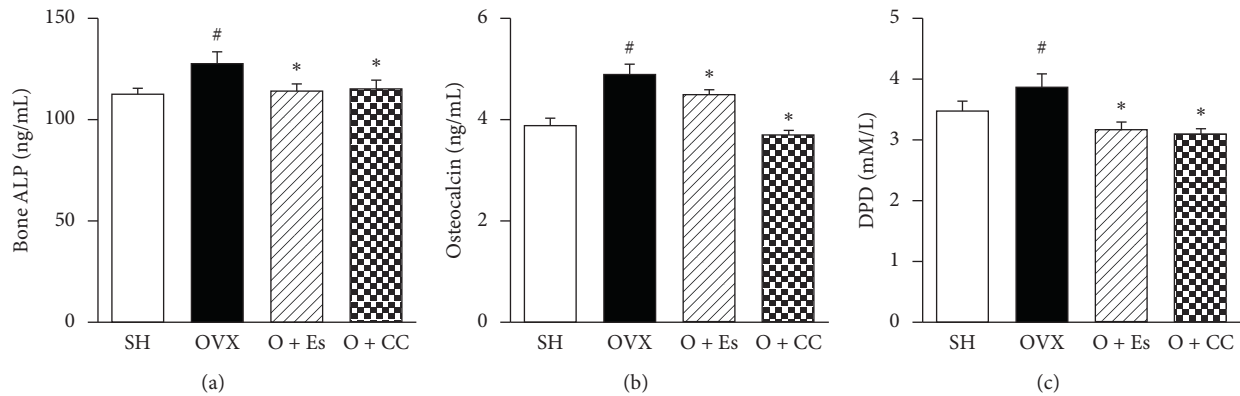 Bone ALP (ng/mL)
150
100
50
0
#
*
*
SH OVX O + Es O + CC
(a)
Osteocalcin (ng/mL)
6
4
2
0
#
*
*
SH OVX O + Es O + CC
(b)
DPD (mM/L)
5
4
3
2
1
0
#
*
*
SH OVX O + Es O + CC
(c)